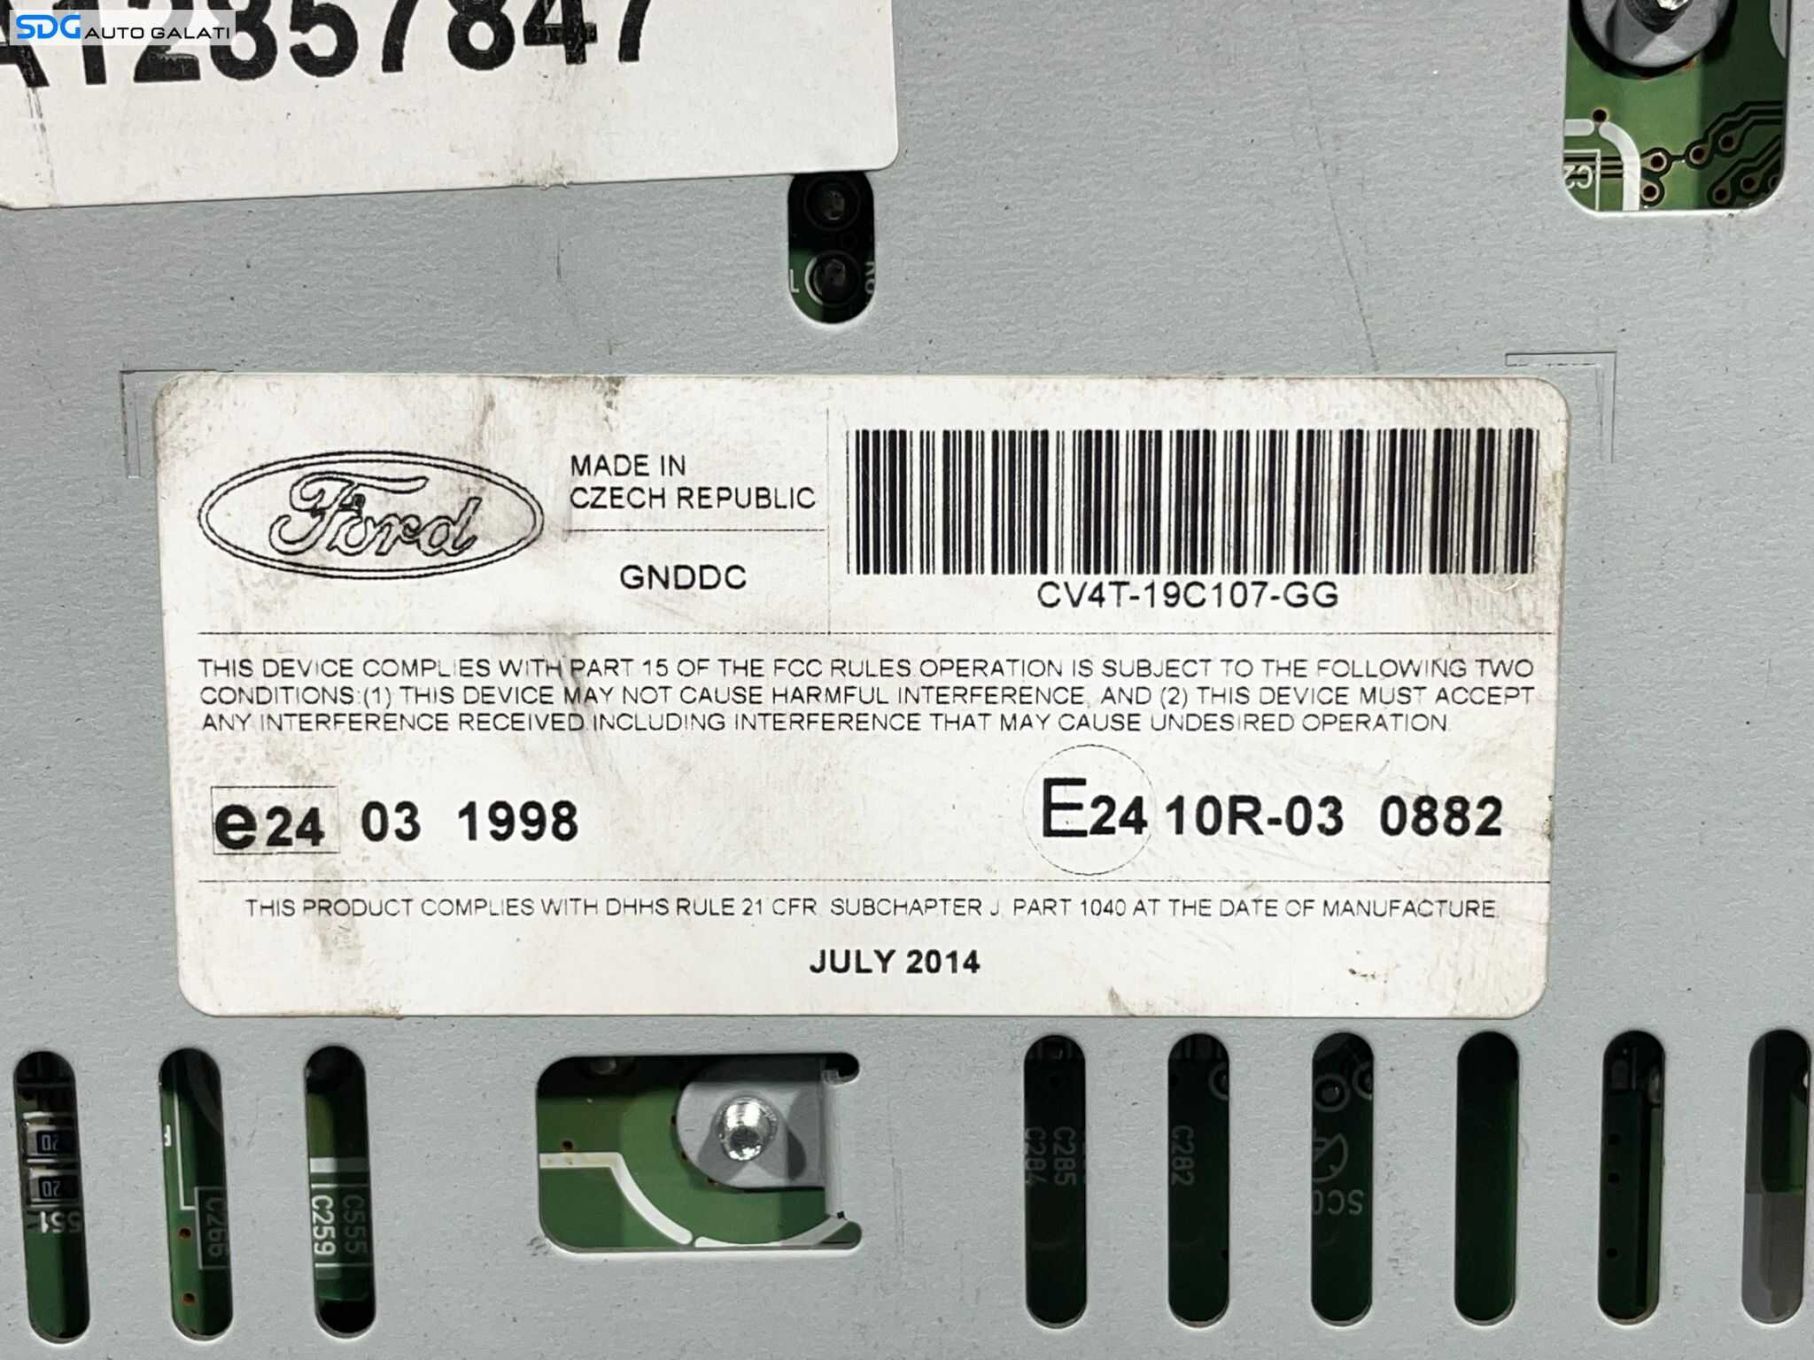 SDG AUTO GALATI
A12857847
Ford
MADE IN
CZECH REPUBLIC
GNDDC
CV4T-19C107-GG
THIS DEVICE COMPLIES WITH PART 15 OF THE FCC RULES.OPERATION IS SUBJECT TO THE FOLLOWING TWO
CONDITIONS:(1) THIS DEVICE MAY NOT CAUSE HARMFUL INTERFERENCE, AND (2) THIS DEVICE MUST ACCEPT
ANY INTERFERENCE RECEIVED,INCLUDING INTERFERENCE THAT MAY CAUSE UNDESIRED OPERATION.
e24 03 1998
E24 10R-03 0882
THIS PRODUCT COMPLIES WITH DHHS RULE 21 CFR SUBCHAPTER J, PART 1040 AT THE DATE OF MANUFACTURE.
JULY 2014
551
C266
C259
C555
C284
C285
C282